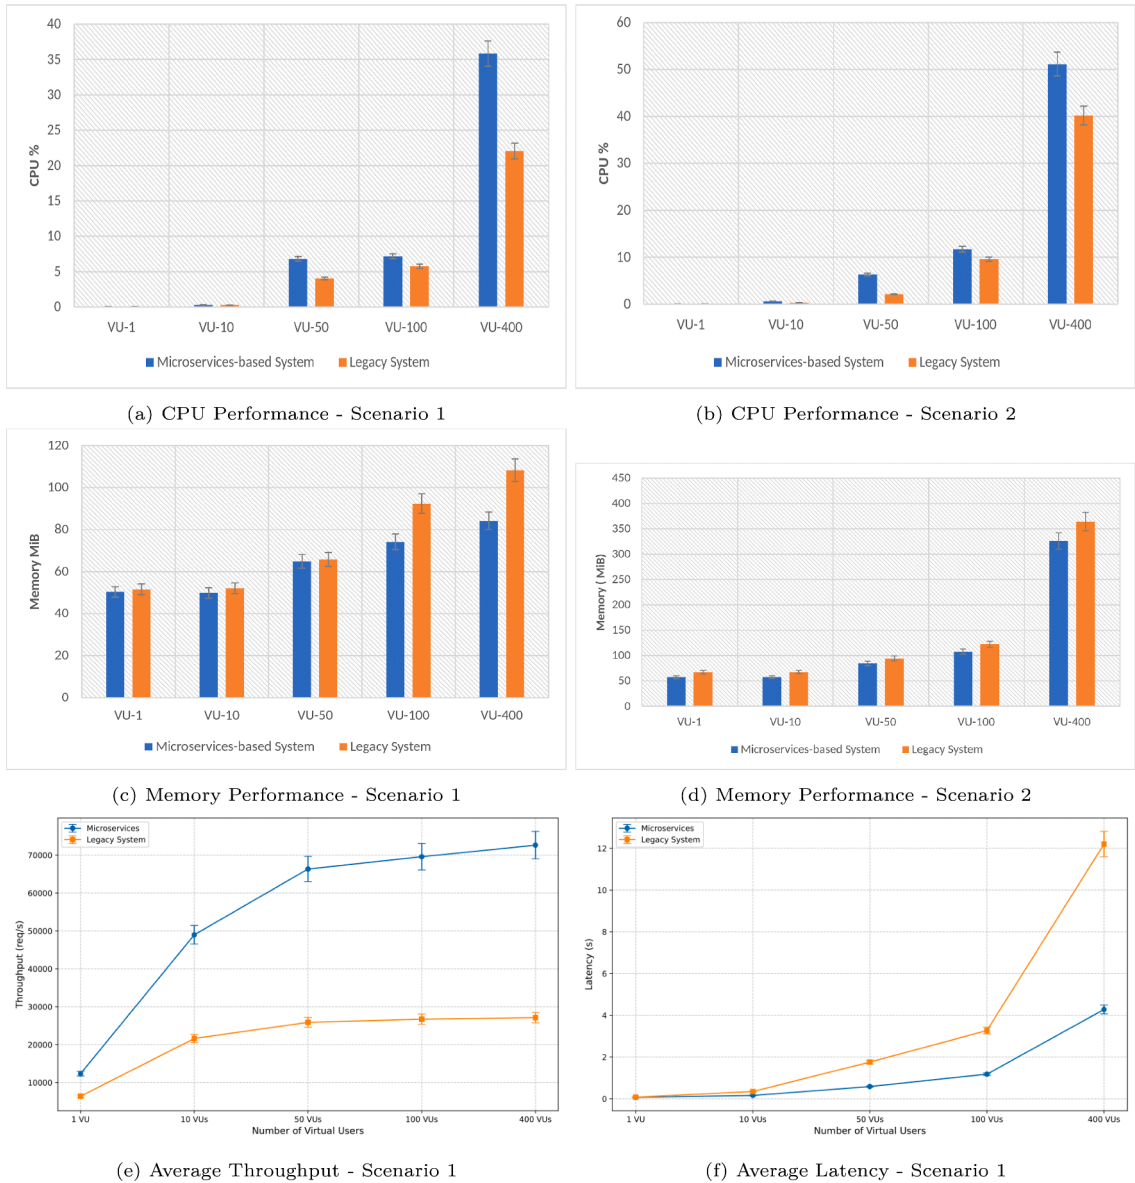 40
35
30
25
20
15
10
5
0
CPU %
VU-1 VU-10 VU-50 VU-100 VU-400
Microservices-based System Legacy System
(a) CPU Performance - Scenario 1
60
50
40
30
20
10
0
CPU %
VU-1 VU-10 VU-50 VU-100 VU-400
Microservices-based System Legacy System
(b) CPU Performance - Scenario 2
120
100
80
60
40
20
0
Memory MiB
VU-1 VU-10 VU-50 VU-100 VU-400
Microservices-based System Legacy System
(c) Memory Performance - Scenario 1
450
400
350
300
250
200
150
100
50
0
Memory ( MiB)
VU-1 VU-10 VU-50 VU-100 VU-400
Microservices-based System Legacy System
(d) Memory Performance - Scenario 2
Microservices
Legacy System
70000
60000
50000
40000
30000
20000
10000
Throughput (req/s)
1 VU 10 VUs 50 VUs 100 VUs 400 VUs
Number of Virtual Users
(e) Average Throughput - Scenario 1
Microservices
Legacy System
12
10
8
6
4
2
0
Latency (s)
1 VU 10 VUs 50 VUs 100 VUs 400 VUs
Number of Virtual Users
(f) Average Latency - Scenario 1